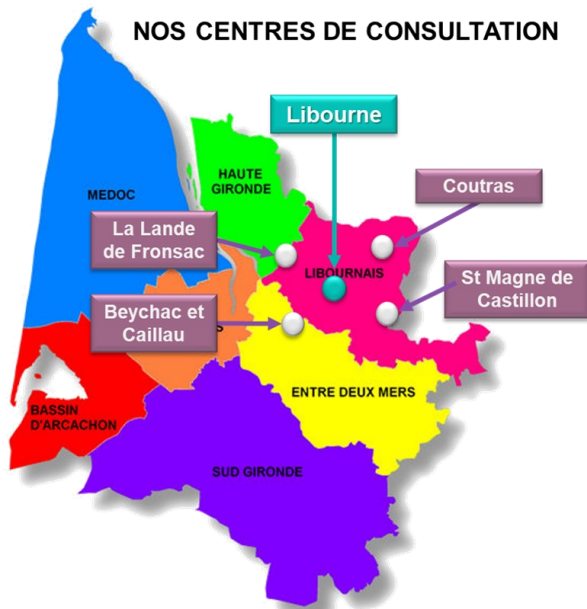 NOS CENTRES DE CONSULTATION
Libourne
HAUTE
GIRONDE
Coutras
MEDOC
La Lande
de Fronsac
LIBOURNAIS
St Magne de
Castillon
Beychac et
Caillau
S
ENTRE DEUX MERS
BASSIN
D'ARCACHON
SUD GIRONDE